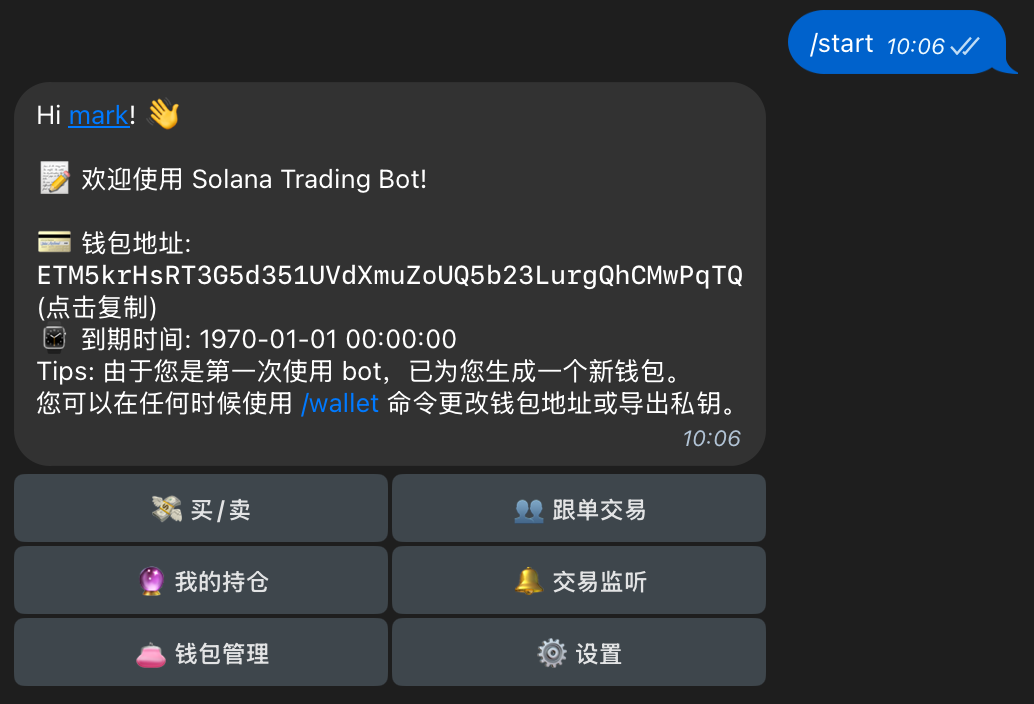 /start 10:06
Hi mark! 👋
📝 欢迎使用 Solana Trading Bot!
💳 钱包地址:
ETM5krHsRT3G5d351UVdXmuZoUQ5b23LurgQhCMwPqTQ
(点击复制)
⌚ 到期时间: 1970-01-01 00:00:00
Tips: 由于您是第一次使用 bot，已为您生成一个新钱包。
您可以在任何时候使用 /wallet 命令更改钱包地址或导出私钥。
10:06
💸 买/卖
👥 跟单交易
🔮 我的持仓
🔔 交易监听
👛 钱包管理
⚙️ 设置